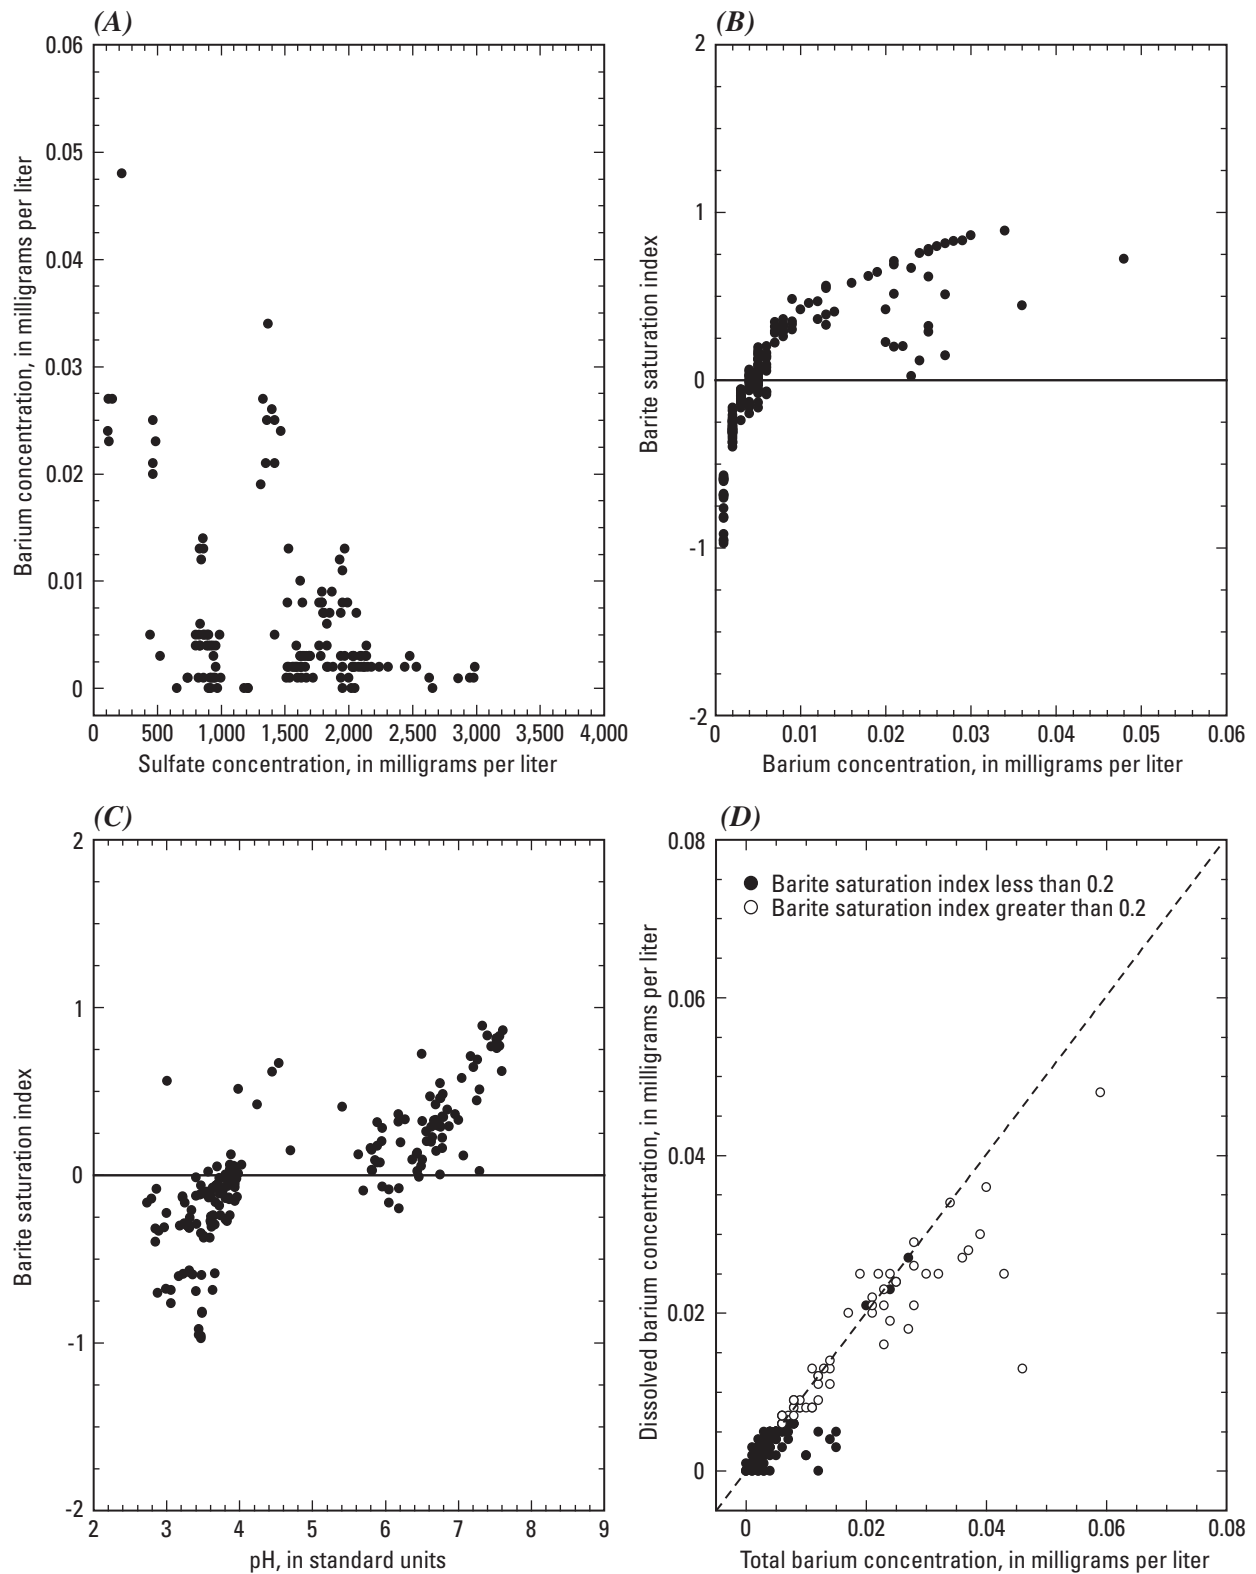 (A)
0.06
0.05
0.04
0.03
0.02
0.01
0
Barium concentration, in milligrams per liter
0 500 1,000 1,500 2,000 2,500 3,000 3,500 4,000
Sulfate concentration, in milligrams per liter
(B)
2
1
0
-1
-2
Barite saturation index
0 0.01 0.02 0.03 0.04 0.05 0.06
Barium concentration, in milligrams per liter
(C)
2
1
0
-1
-2
Barite saturation index
2 3 4 5 6 7 8 9
pH, in standard units
(D)
0.08
0.06
0.04
0.02
0
Dissolved barium concentration, in milligrams per liter
Barite saturation index less than 0.2
Barite saturation index greater than 0.2
0 0.02 0.04 0.06 0.08
Total barium concentration, in milligrams per liter